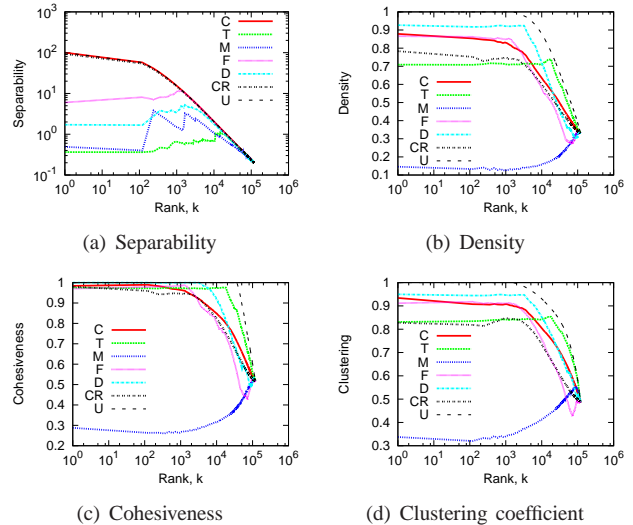 10^3
10^2
10^1
10^0
10^-1
Separability
C
T
M
F
D
CR
U
10^0 10^1 10^2 10^3 10^4 10^5 10^6
Rank, k
(a) Separability
1
0.9
0.8
0.7
0.6
0.5
0.4
0.3
0.2
0.1
Density
C
T
M
F
D
CR
U
10^0 10^1 10^2 10^3 10^4 10^5 10^6
Rank, k
(b) Density
1
0.9
0.8
0.7
0.6
0.5
0.4
0.3
0.2
Cohesiveness
C
T
M
F
D
CR
U
10^0 10^1 10^2 10^3 10^4 10^5 10^6
Rank, k
(c) Cohesiveness
1
0.9
0.8
0.7
0.6
0.5
0.4
0.3
Clustering
C
T
M
F
D
CR
U
10^0 10^1 10^2 10^3 10^4 10^5 10^6
Rank, k
(d) Clustering coefficient